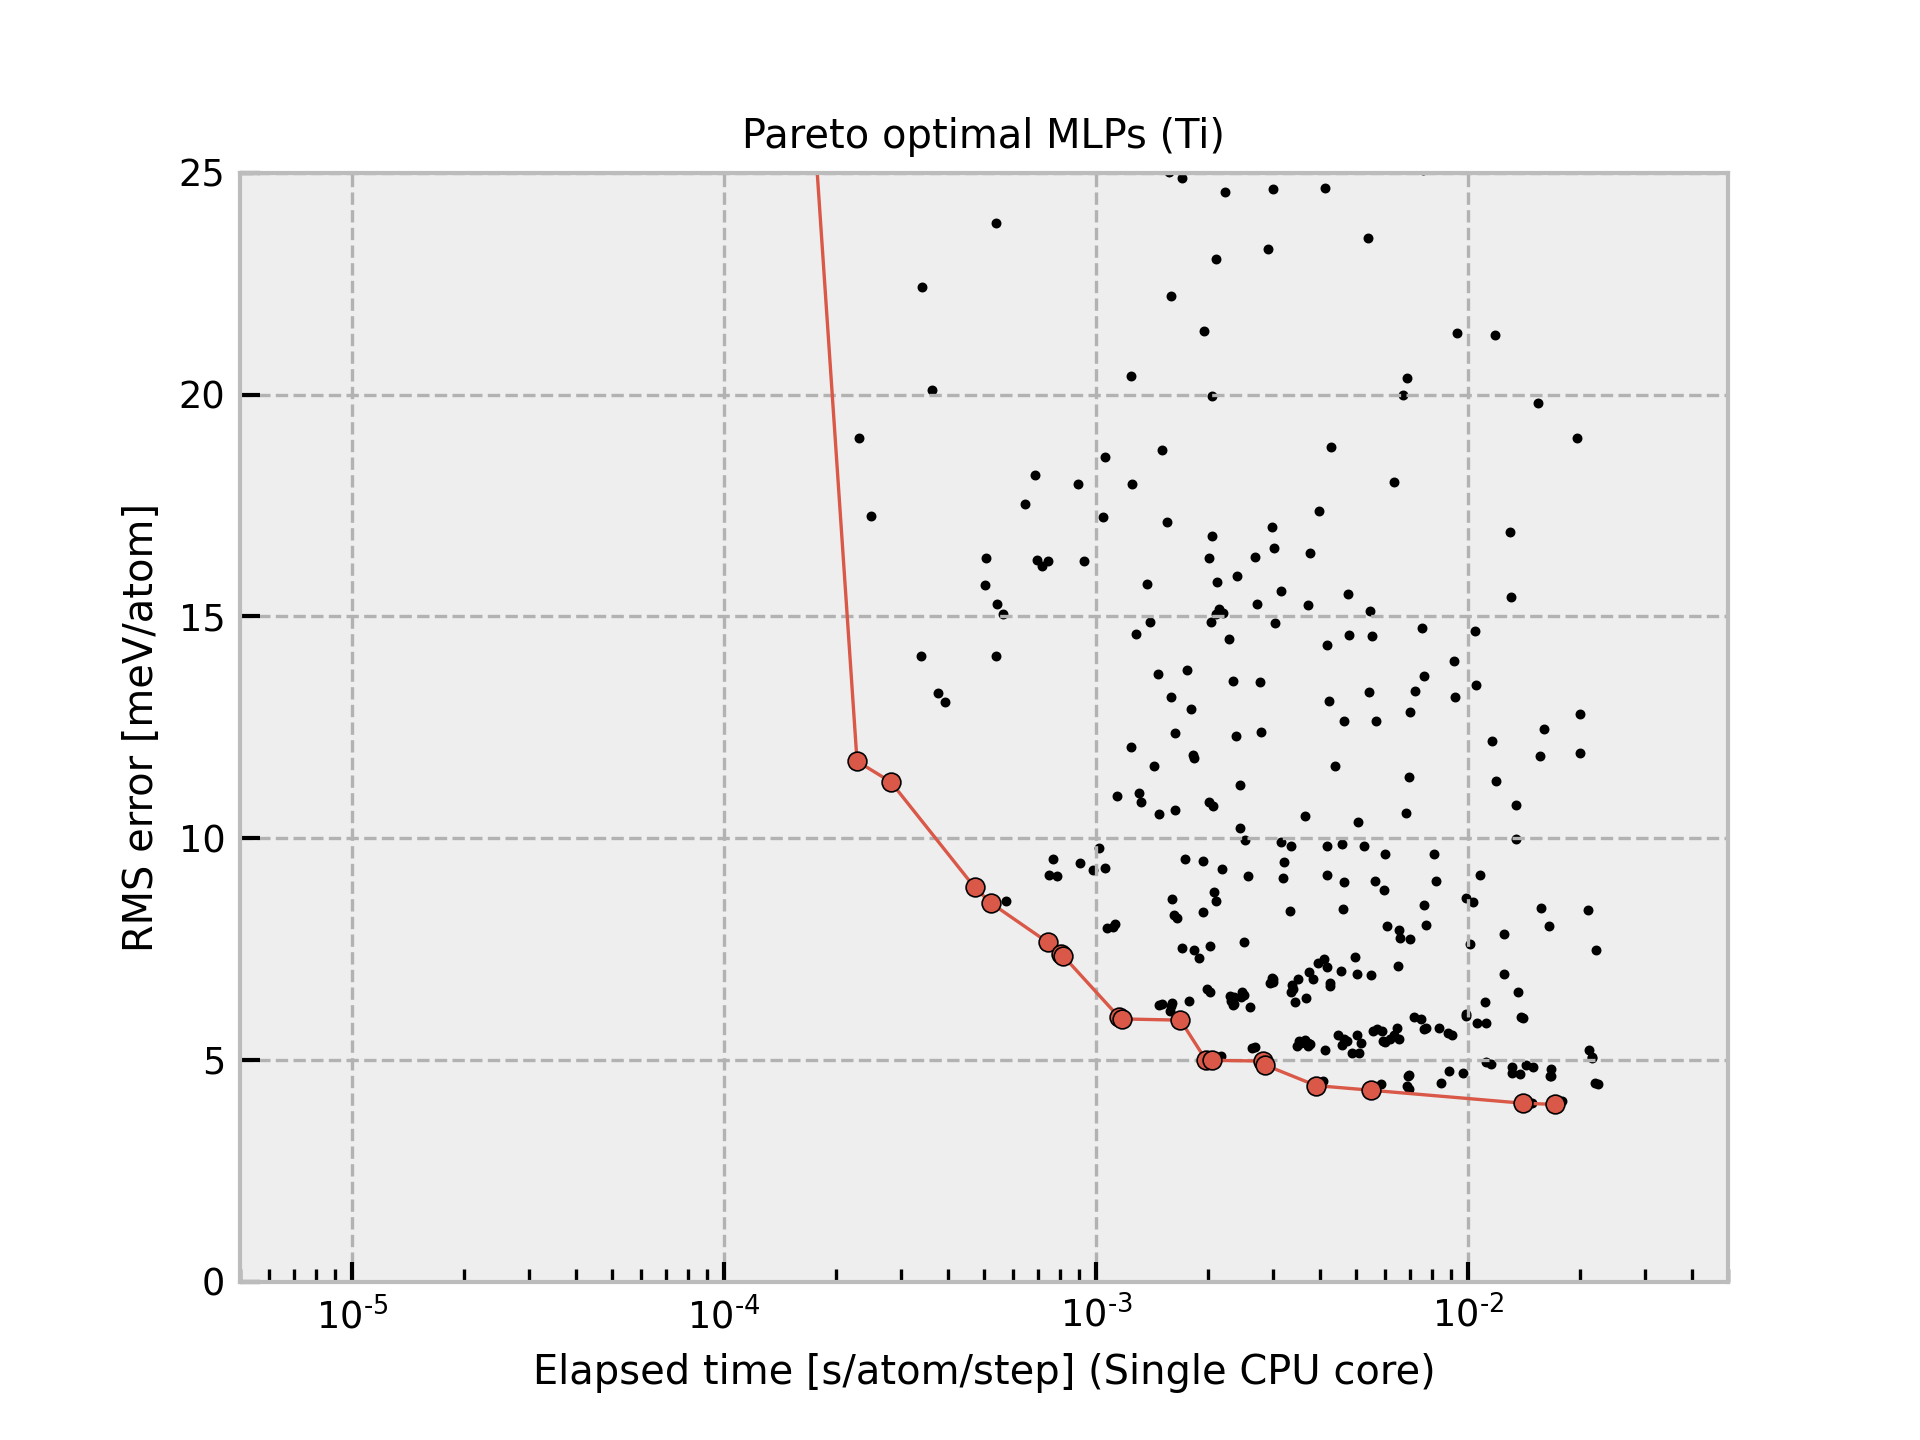 Pareto optimal MLPs (Ti)
25
20
15
10
5
0
RMS error [meV/atom]
10^-5 10^-4 10^-3 10^-2
Elapsed time [s/atom/step] (Single CPU core)